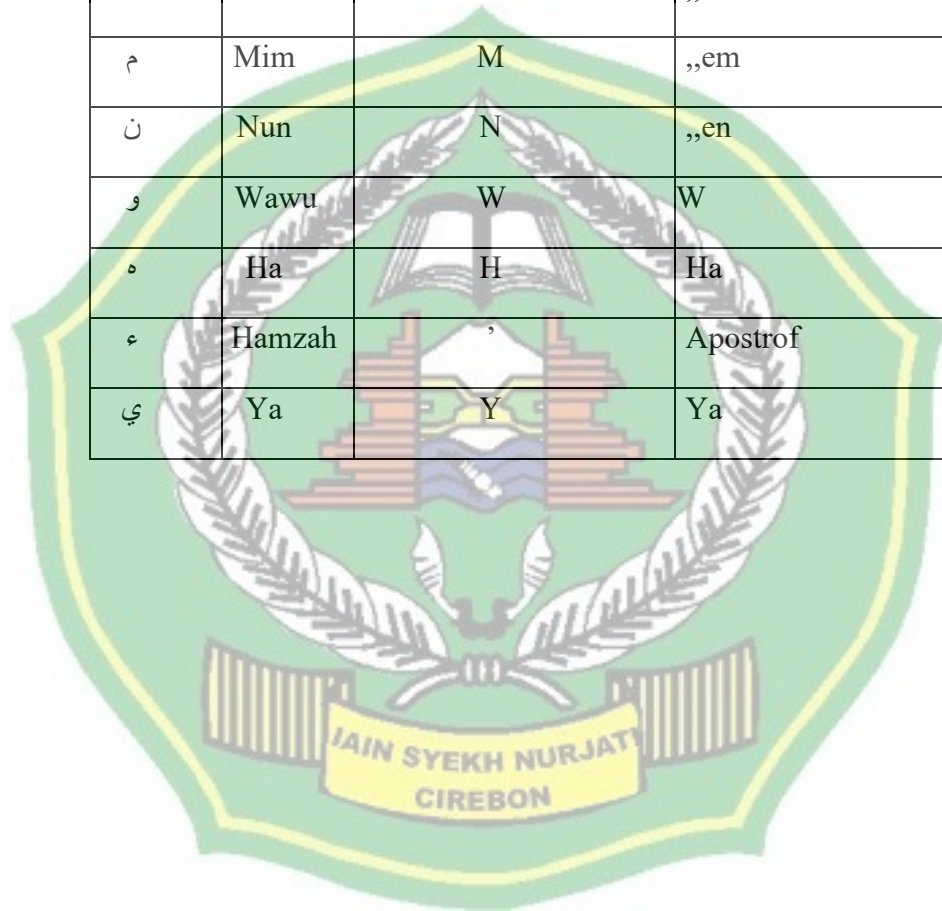 ,,
م Mim M ,,em
ن Nun N ,,en
و Wawu W W
ه Ha H Ha
ء Hamzah ’ Apostrof
ي Ya Y Ya
IAIN SYEKH NURJATI
CIREBON